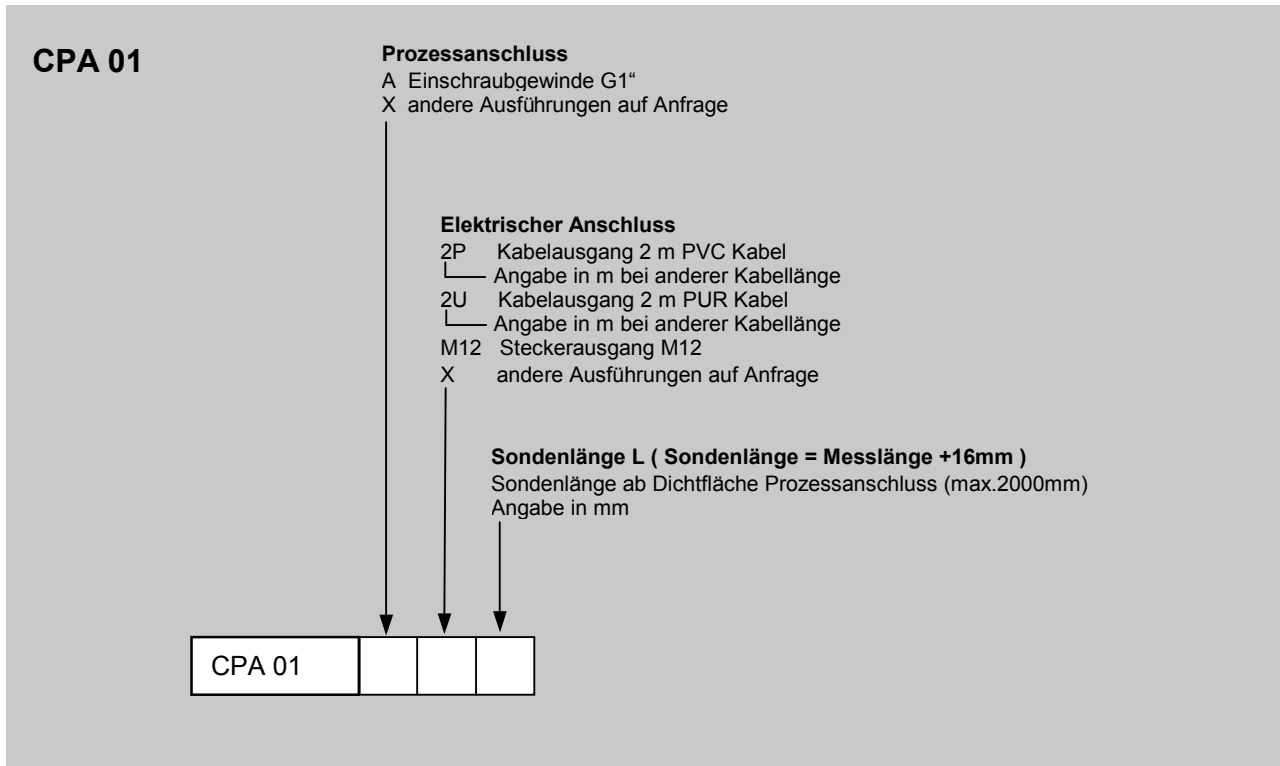 CPA 01
Prozessanschluss
A Einschraubgewinde G1“
X andere Ausführungen auf Anfrage
Elektrischer Anschluss
2P Kabelausgang 2 m PVC Kabel
Angabe in m bei anderer Kabellänge
2U Kabelausgang 2 m PUR Kabel
Angabe in m bei anderer Kabellänge
M12 Steckerausgang M12
X andere Ausführungen auf Anfrage
Sondenlänge L ( Sondenlänge = Messlänge +16mm )
Sondenlänge ab Dichtfläche Prozessanschluss (max.2000mm)
Angabe in mm
CPA 01